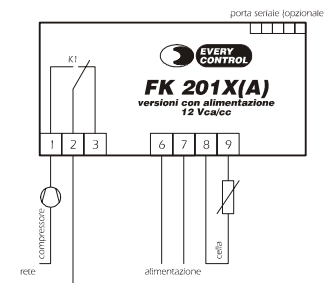 porta seriale (opzionale
K1
EVERY
CONTROL
FK 201X(A)
versioni con alimentazione
12 Vca/cc
1 2 3 6 7 8 9
compressore
cella
rete alimentazione